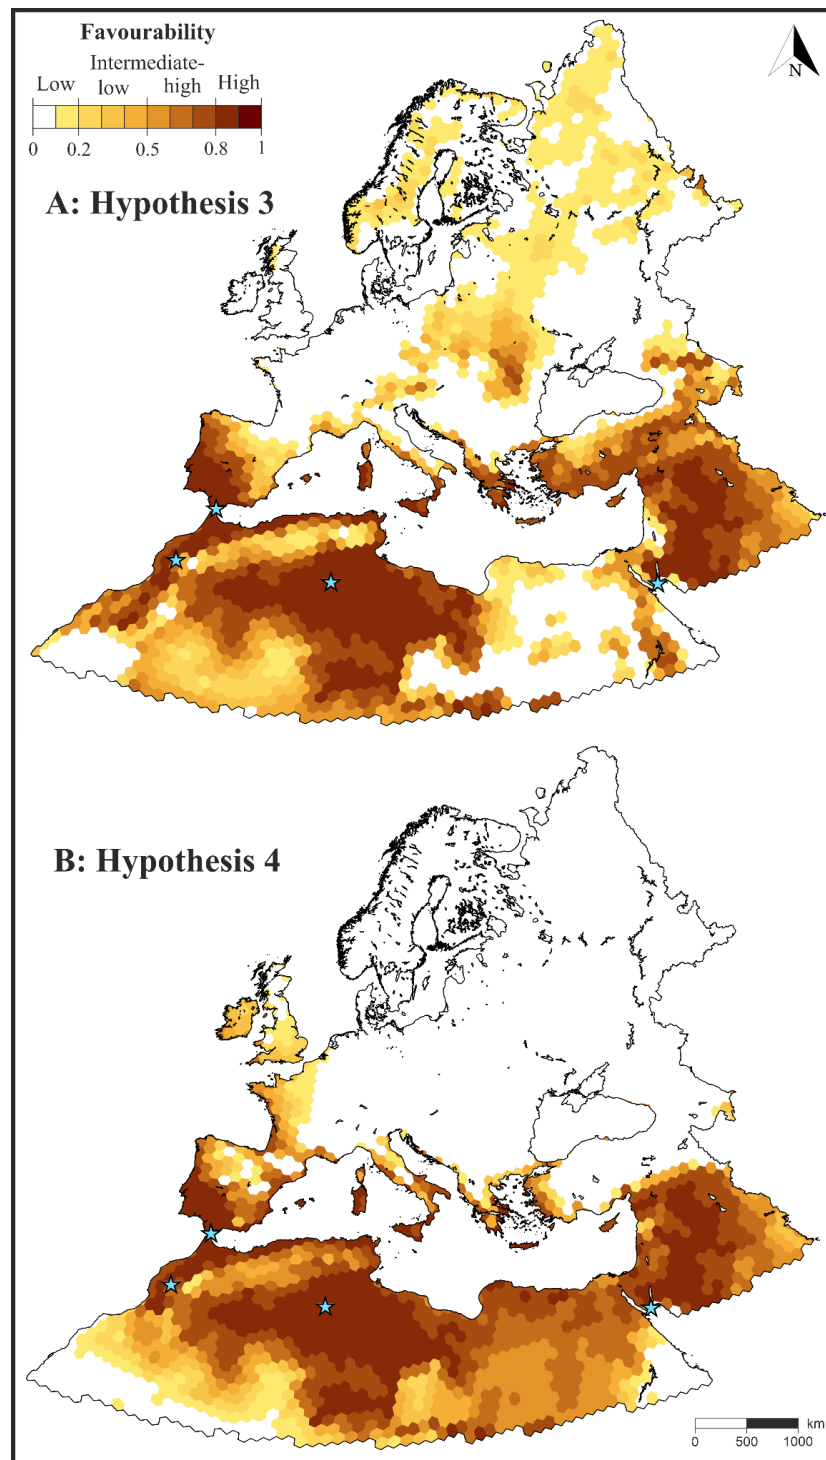 Favourability
Low Intermediate- High
low high
0 0.2 0.5 0.8 1
N
A: Hypothesis 3
B: Hypothesis 4
km
0 500 1000